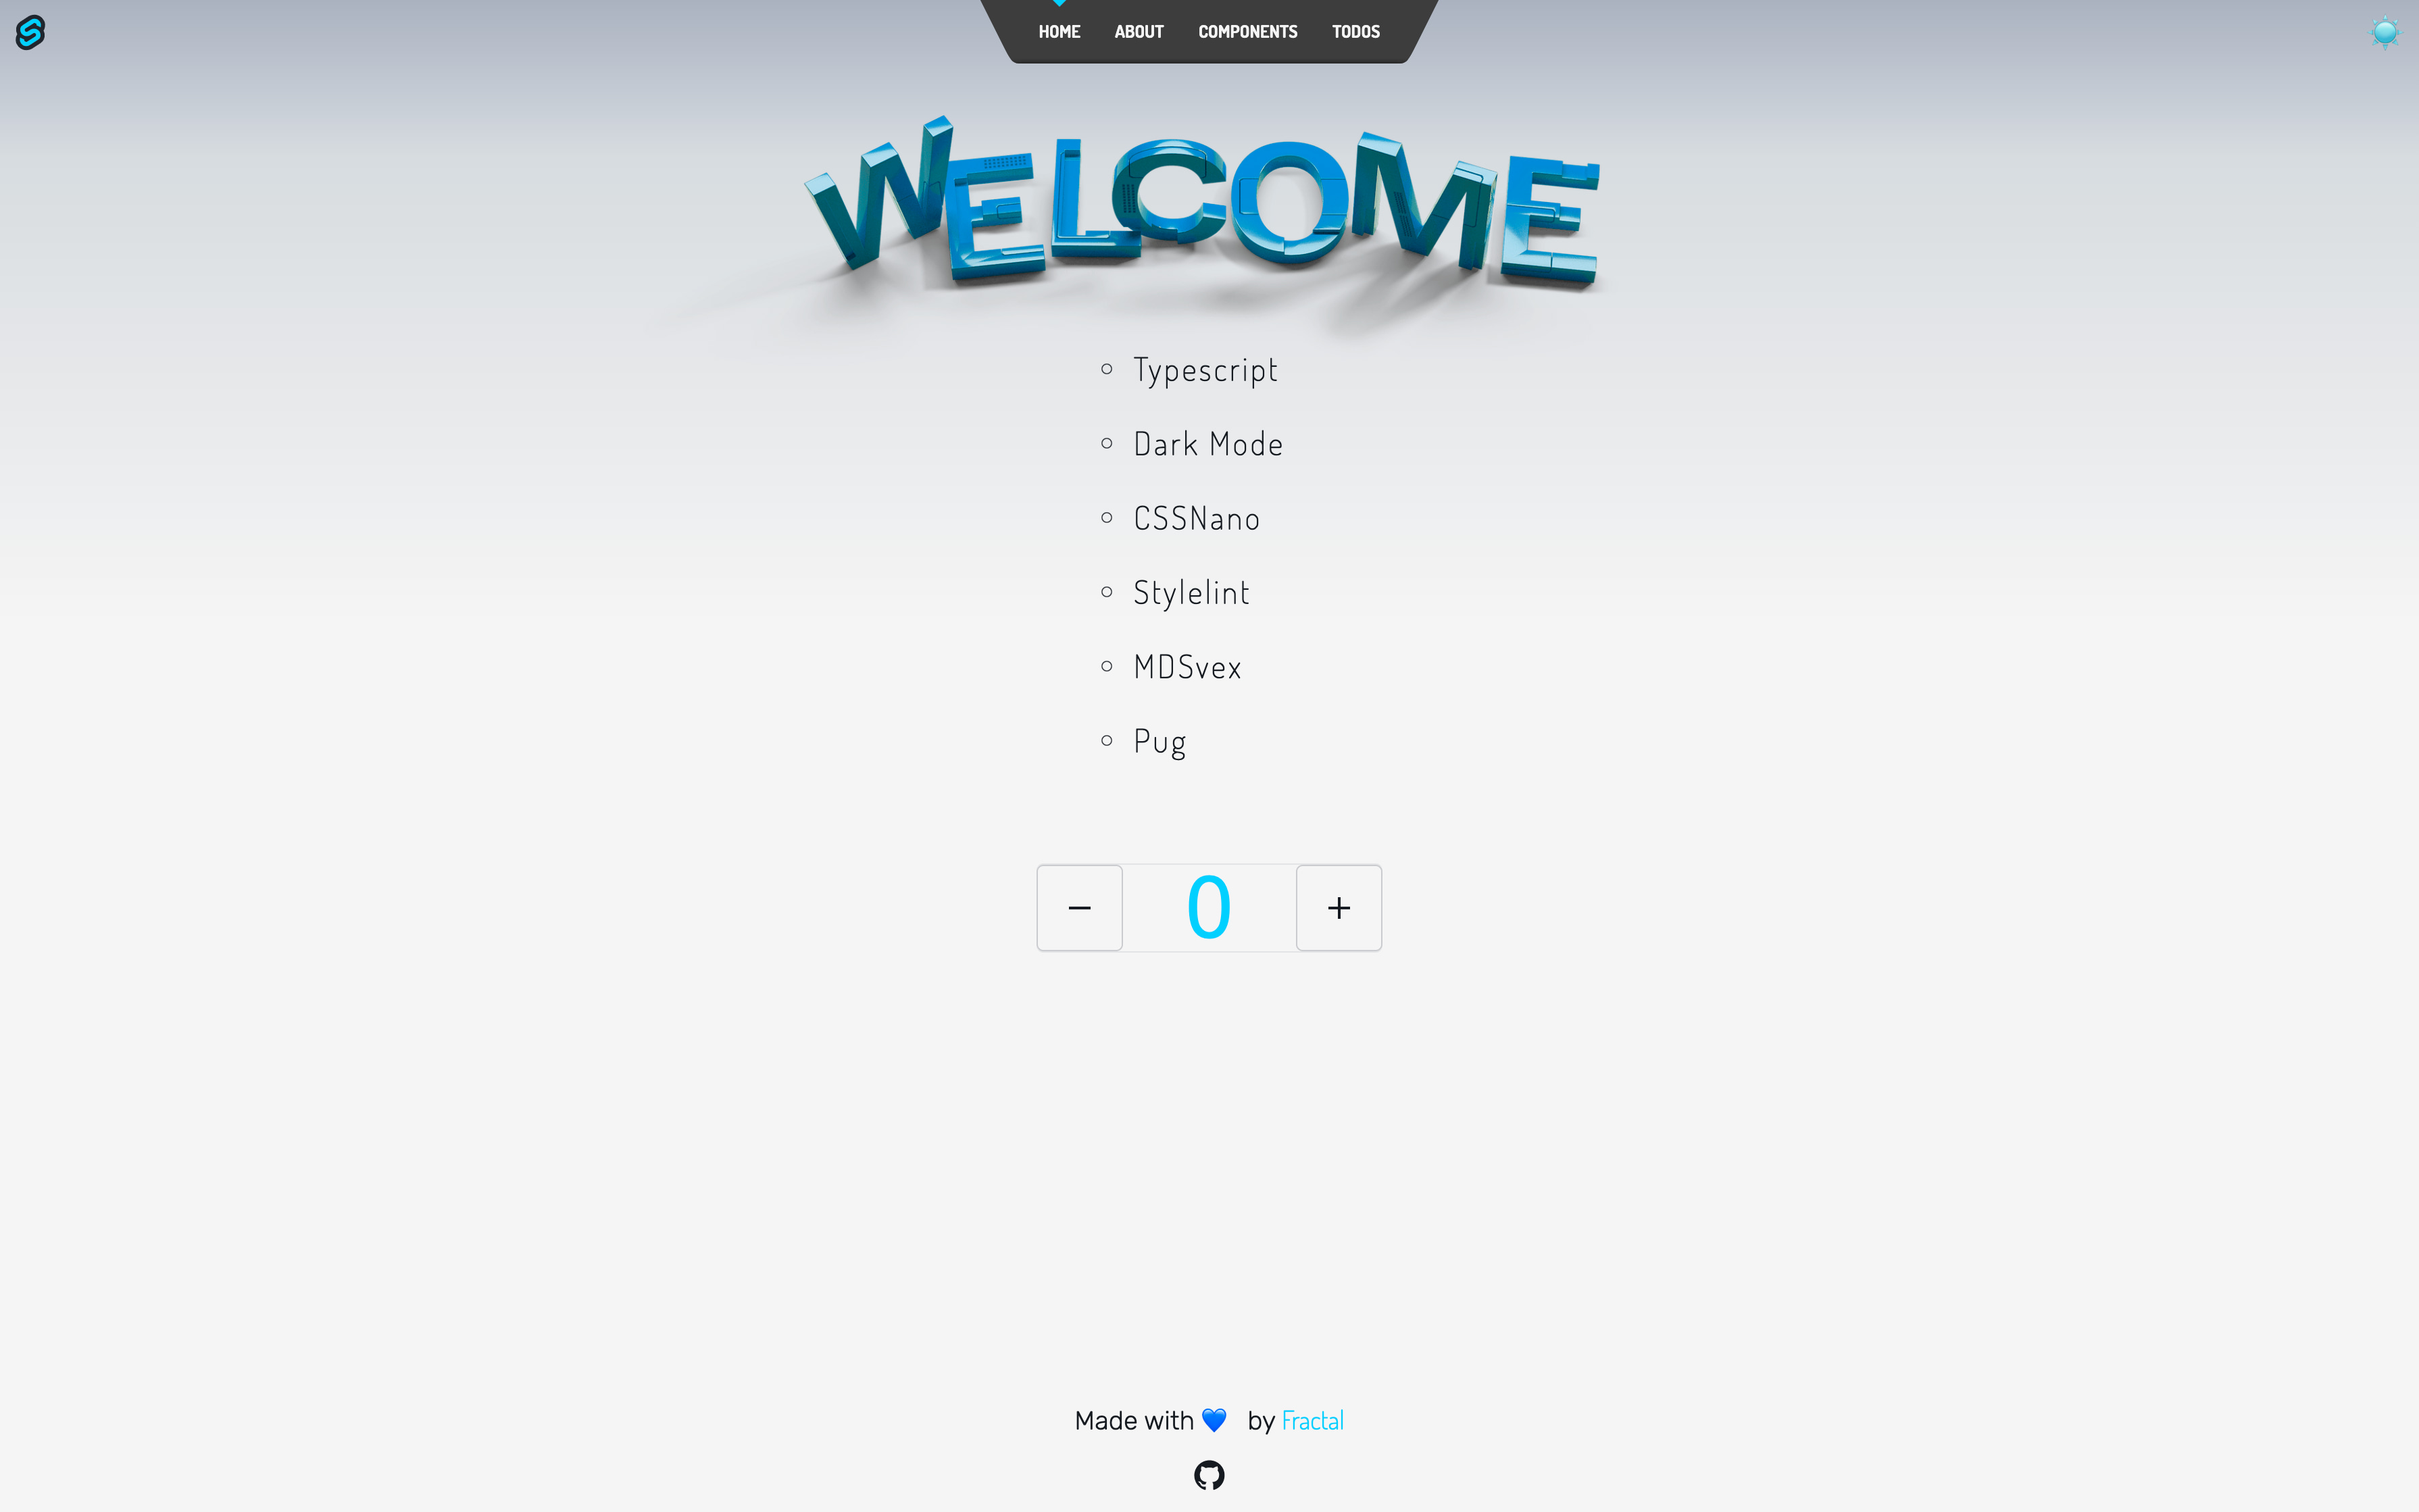 HOME ABOUT COMPONENTS TODOS
WELCOME
Typescript
Dark Mode
CSSNano
Stylelint
MDSvex
Pug
− 0 +
Made with 💙 by Fractal